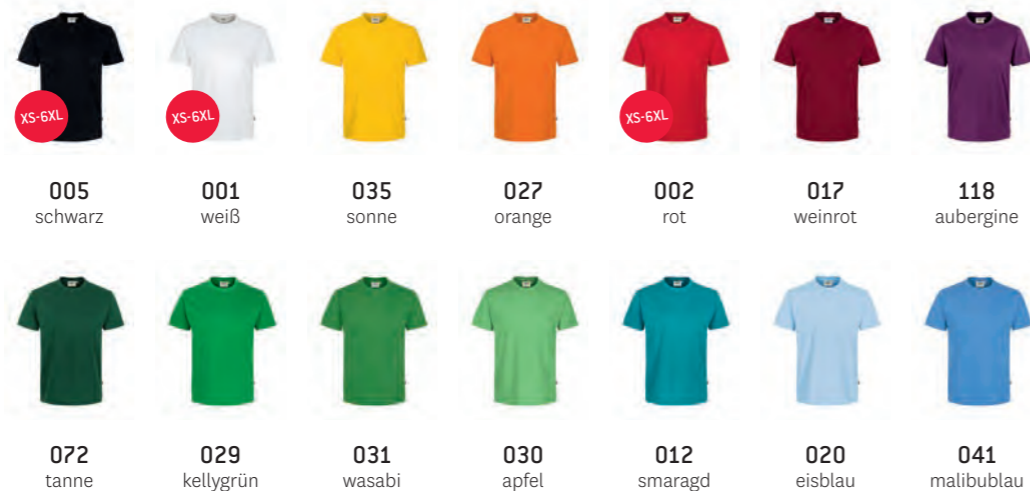 XS-6XL XS-6XL XS-6XL
005 001 035 027 002 017 118
schwarz weiß sonne orange rot weinrot aubergine
072 029 031 030 012 020 041
tanne kellygrün wasabi apfel smaragd eisblau malibublau